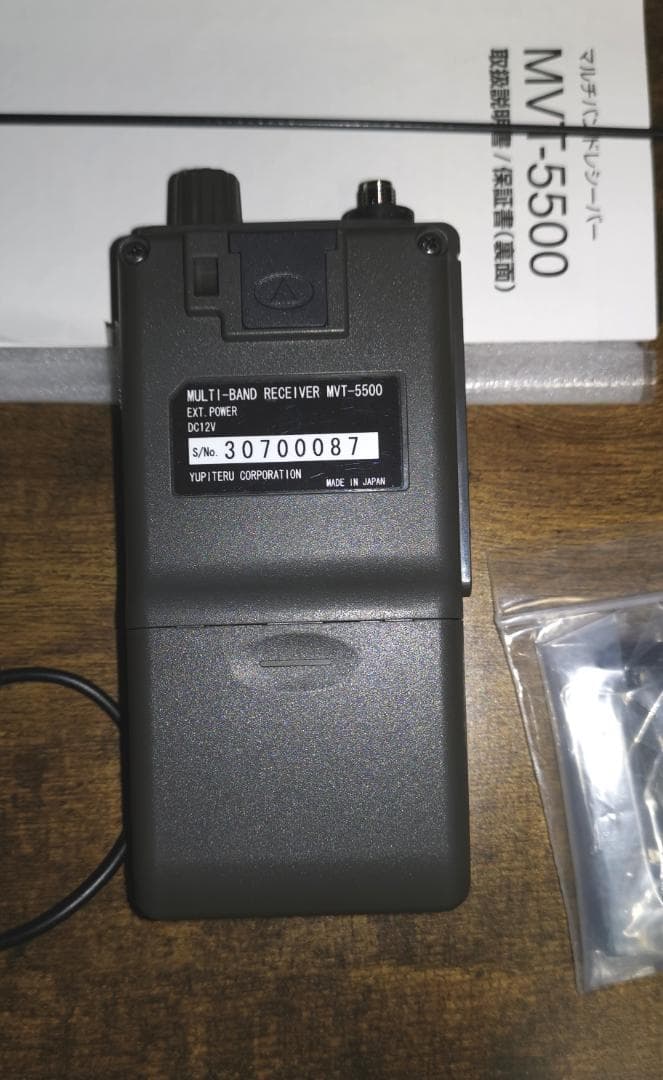 マルチバンドレシーバー
MVT-5500
取扱説明書/保証書(裏面)
MULTI-BAND RECEIVER MVT-5500
EXT.POWER
DC12V
S/No. 30700087
YUPITERU CORPORATION
MADE IN JAPAN